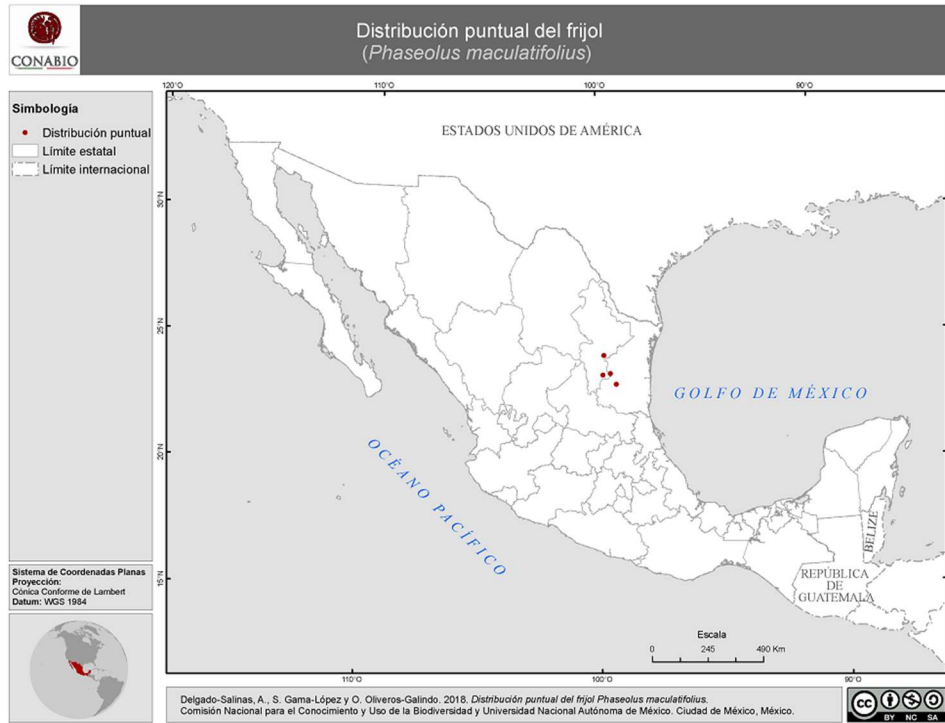 CONABIO
Distribución puntual del frijol
(Phaseolus maculatifolius)
Simbología
Distribución puntual
Límite estatal
Límite internacional
120°O
110°O
100°O
90°O
30°N
25°N
20°N
15°N
ESTADOS UNIDOS DE AMÉRICA
GOLFO DE MÉXICO
OCÉANO PACÍFICO
BELIZE
REPÚBLICA
DE
GUATEMALA
Escala
0 245 490 Km
110°O
100°O
90°O
Sistema de Coordenadas Planas
Proyección:
Cónica Conforme de Lambert
Datum: WGS 1984
Delgado-Salinas, A., S. Gama-López y O. Oliveros-Galindo. 2018. Distribución puntual del frijol Phaseolus maculatifolius.
Comisión Nacional para el Conocimiento y Uso de la Biodiversidad y Universidad Nacional Autónoma de México. Ciudad de México, México.
cc
BY NC SA